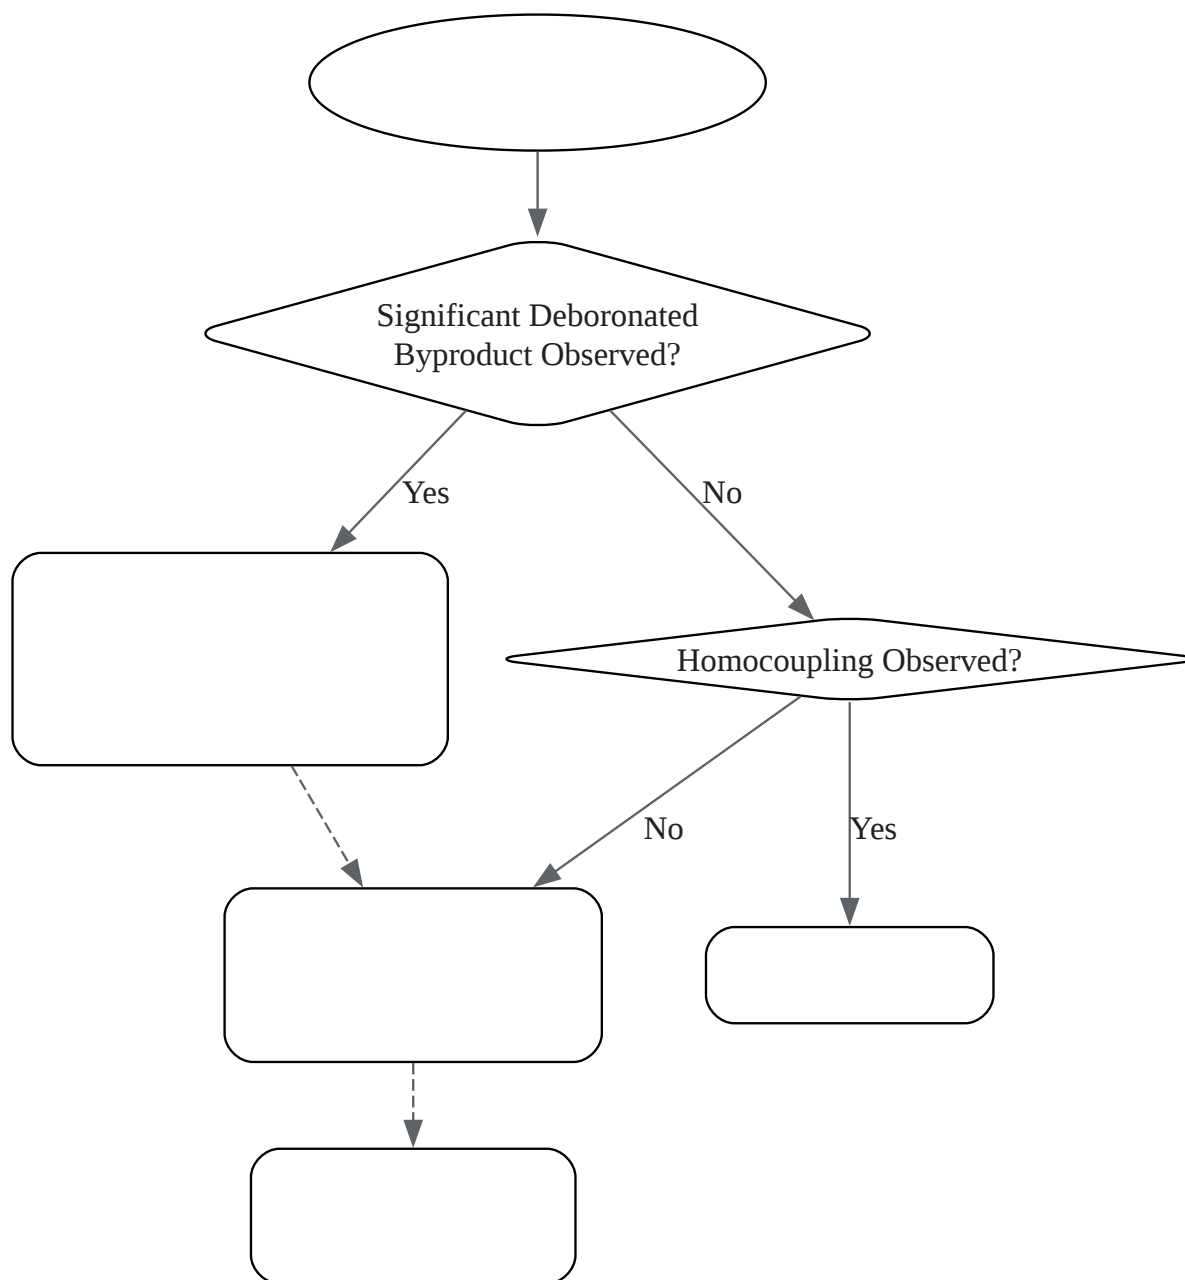 Significant Deboronated
Byproduct Observed?
Yes
No
Homocoupling Observed?
No
Yes